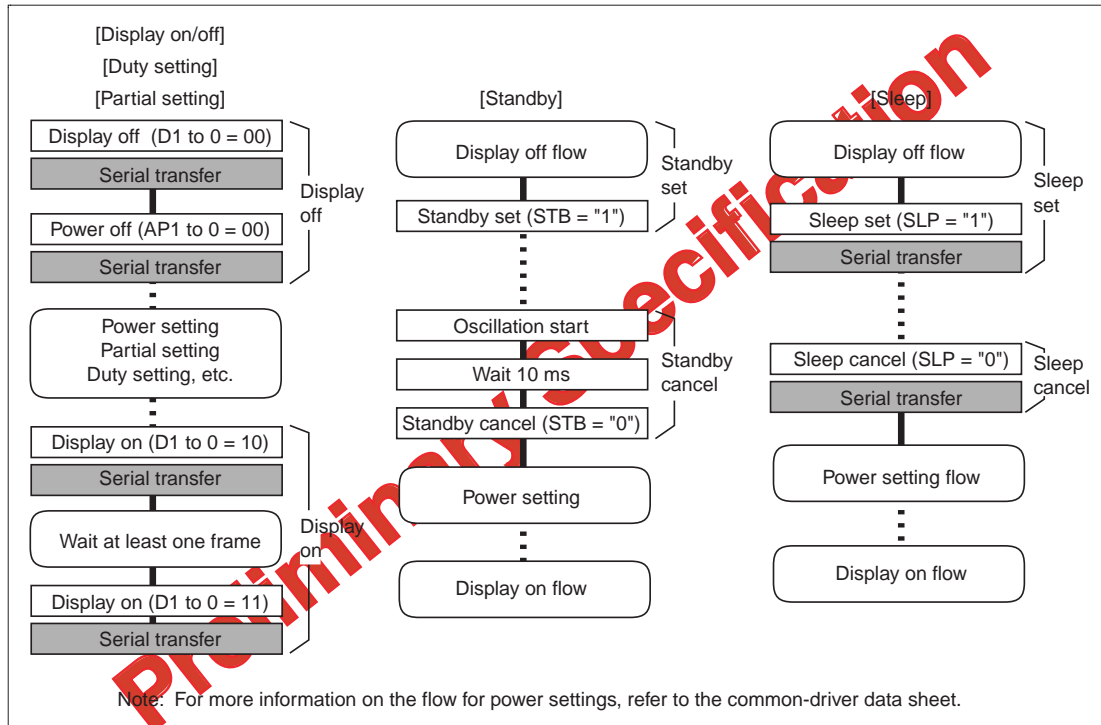 [Display on/off]
[Duty setting]
[Partial setting]
Display off (D1 to 0 = 00)
Serial transfer
Power off (AP1 to 0 = 00)
Serial transfer
Display
off
Power setting
Partial setting
Duty setting, etc.
Display on (D1 to 0 = 10)
Serial transfer
Wait at least one frame
Display on (D1 to 0 = 11)
Serial transfer
Display
on
[Standby]
Display off flow
Standby set (STB = "1")
Standby
set
Oscillation start
Wait 10 ms
Standby cancel (STB = "0")
Standby
cancel
Power setting
Display on flow
[Sleep]
Display off flow
Sleep set (SLP = "1")
Serial transfer
Sleep
set
Sleep cancel (SLP = "0")
Serial transfer
Sleep
cancel
Power setting flow
Display on flow
Note: For more information on the flow for power settings, refer to the common-driver data sheet.
Preliminary Specification